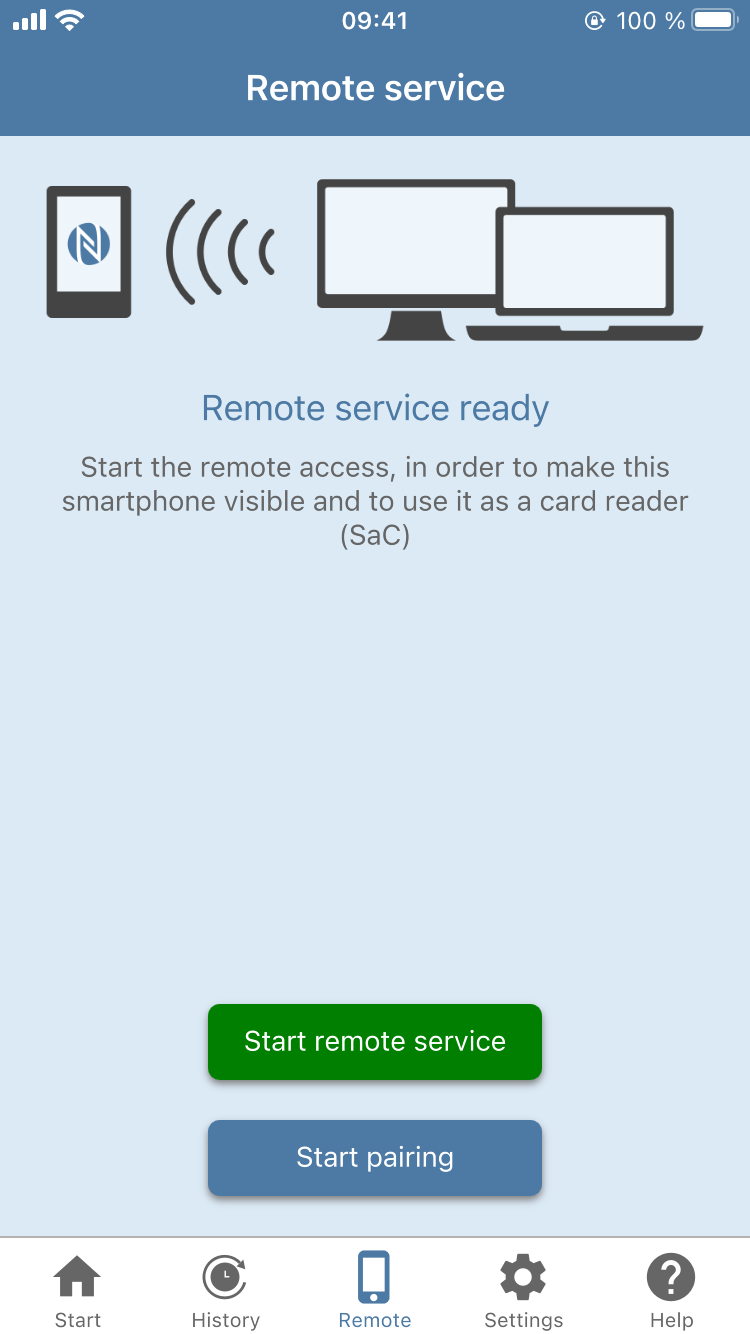 09:41
100 %
Remote service
Remote service ready
Start the remote access, in order to make this
smartphone visible and to use it as a card reader
(SaC)
Start remote service
Start pairing
Start
History
Remote
Settings
Help